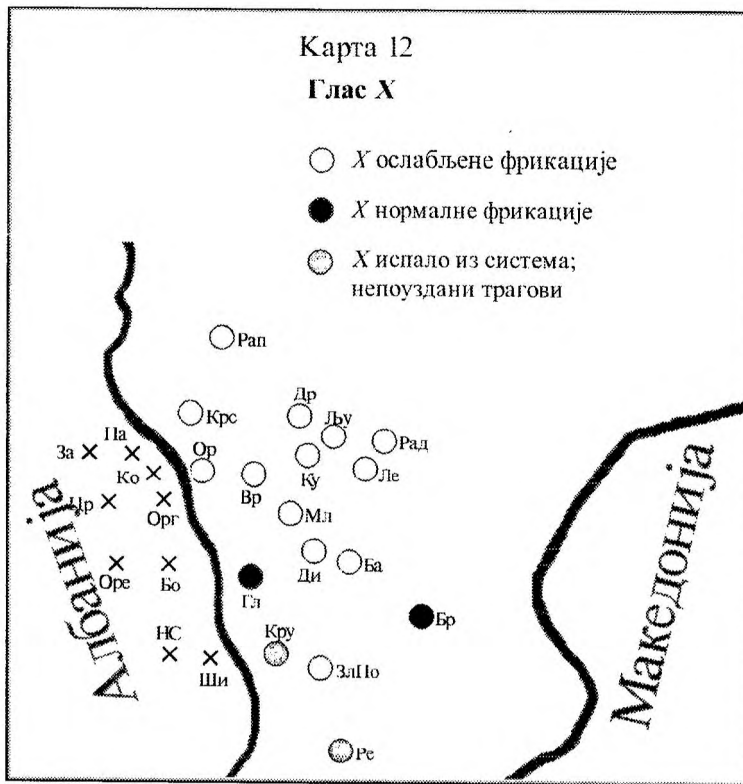 Карта 12
Глас Х
Х ослабљене фрикације
Х нормалне фрикације
Х испало из система;
непоуздани трагови
Рап
Крс
Др
Љу
Рад
За
Па
Ко
Ор
Вр
Ку
Ле
Цр
Орг
Мл
Оре
Бо
Гл
Ди
Ба
Бр
НС
Ши
Кру
ЗлПо
Ре
Албанија
Македонија